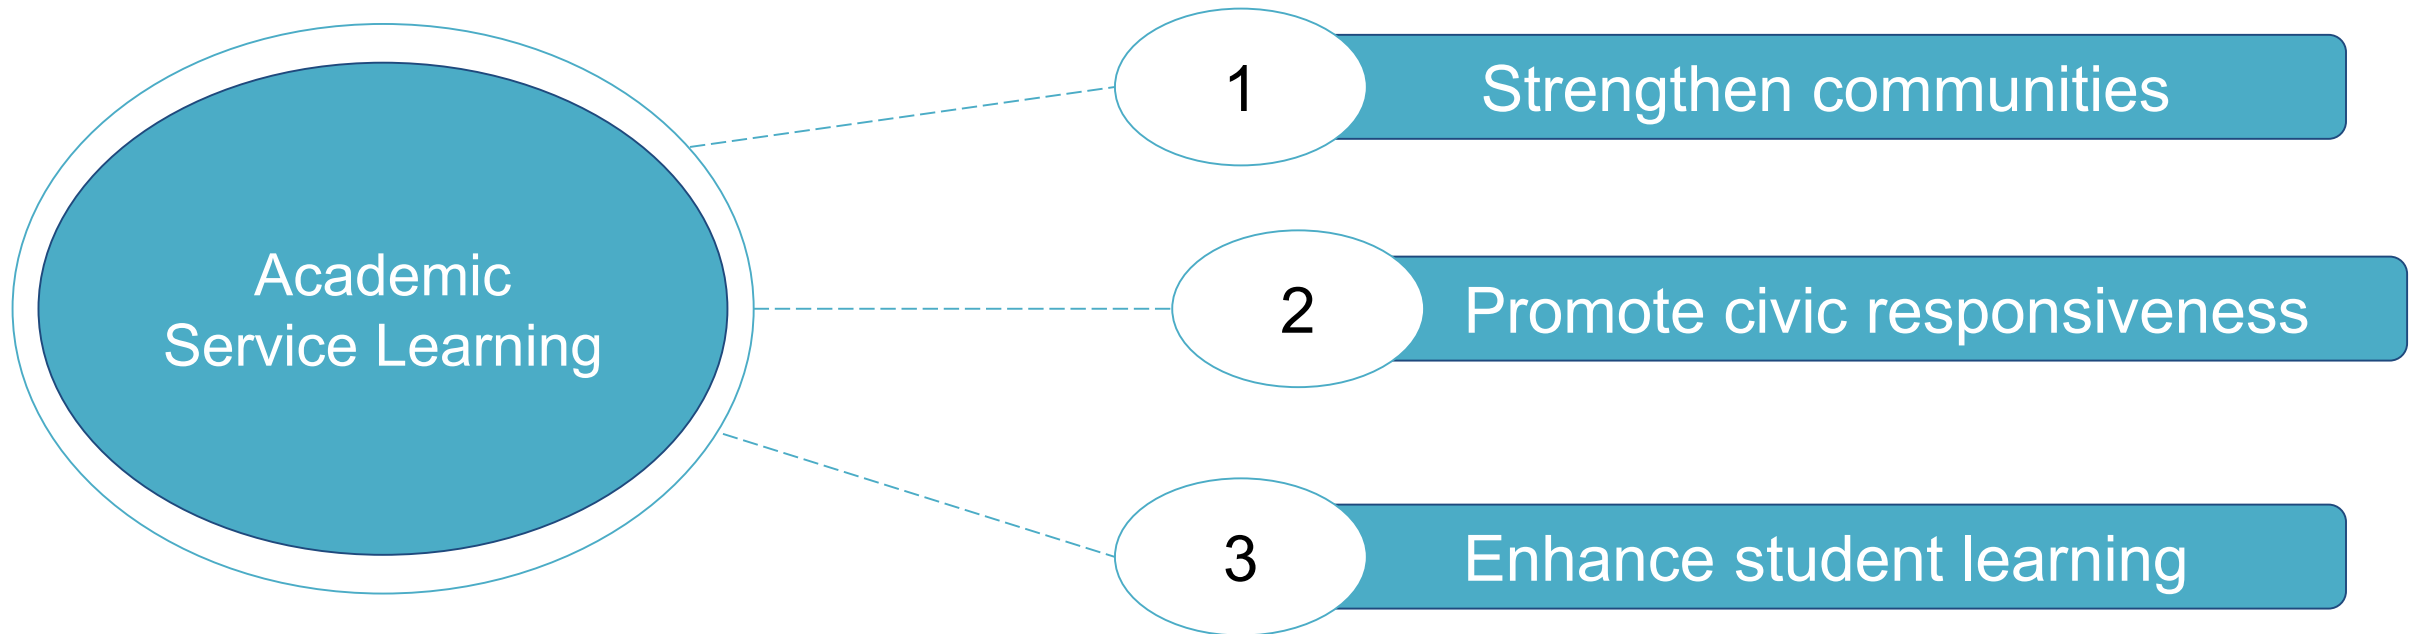 Academic
Service Learning
1
Strengthen communities
2
Promote civic responsiveness
3
Enhance student learning